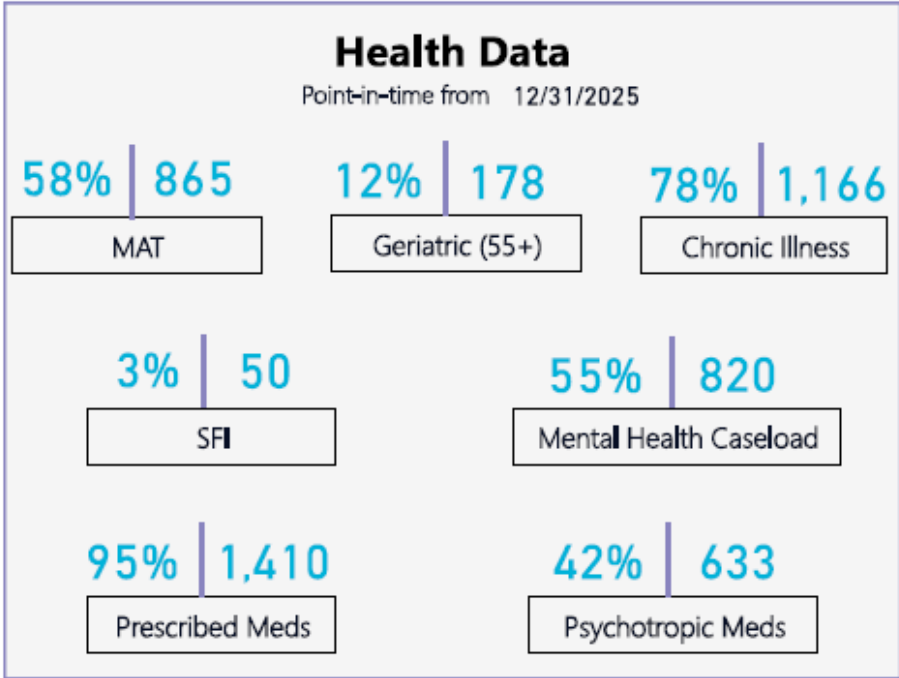 Health Data
Point-in-time from 12/31/2025
58% 865
MAT
12% 178
Geriatric (55+)
78% 1,166
Chronic Illness
3% 50
SFI
55% 820
Mental Health Caseload
95% 1,410
Prescribed Meds
42% 633
Psychotropic Meds